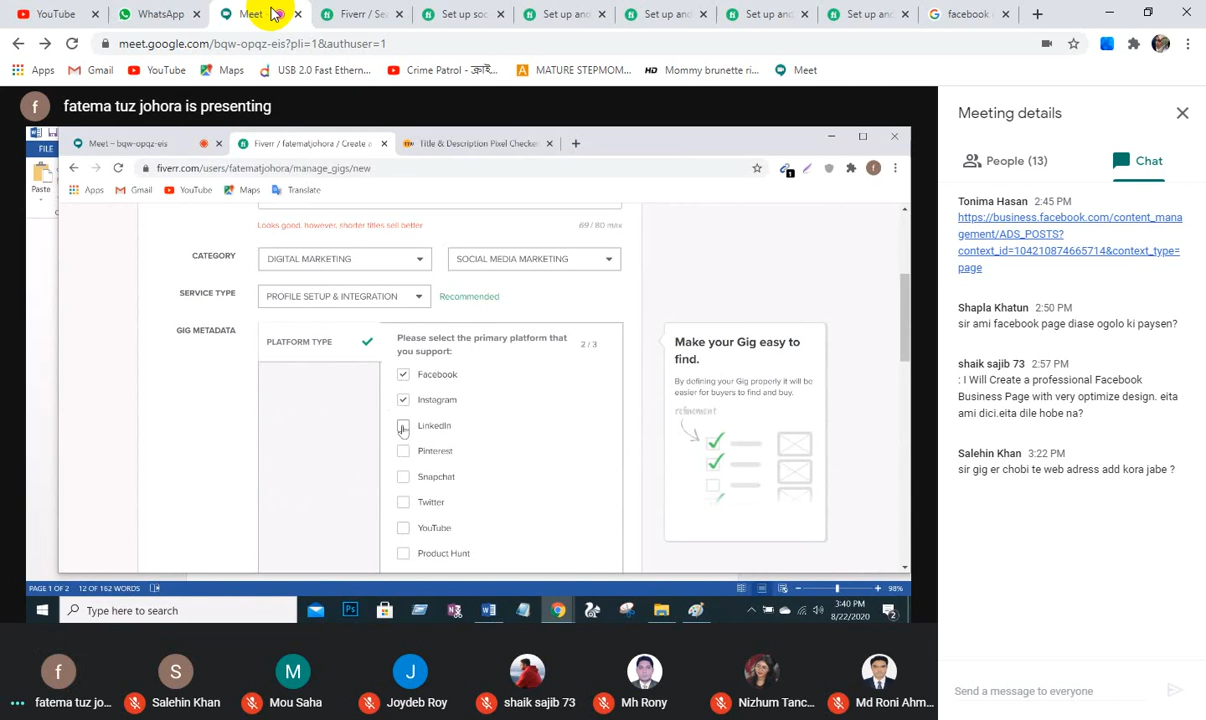 YouTube
WhatsApp
Meet
Fiverr / Se
Set up soc
Set up and
Set up and
Set up and
Set up and
facebook
meet.google.com/bqw-opqz-eis?pli=1&authuser=1
Apps
Gmail
YouTube
Maps
USB 2.0 Fast Ethern...
Crime Patrol - ক্রাই...
MATURE STEPMOM...
Mommy brunette ri...
Meet
fatema tuz johora is presenting
Meeting details
People (13)
Chat
Tonima Hasan 2:45 PM
https://business.facebook.com/content_mana
gement/ADS_POSTS?
context_id=104210874665714&context_type=
page
Shapla Khatun 2:50 PM
sir ami facebook page diase ogolo ki paysen?
shaik sajib 73 2:57 PM
: I Will Create a professional Facebook
Business Page with very optimize design. eita
ami dici.eita dile hobe na?
Salehin Khan 3:22 PM
sir gig er chobi te web adress add kora jabe ?
Send a message to everyone
FILE
Paste
Meet – bqw-opqz-eis
Fiverr / fatematjohora / Create a
Title & Description Pixel Checker
fiverr.com/users/fatematjohora/manage_gigs/new
Apps
Gmail
YouTube
Maps
Translate
Looks good, however, shorter titles sell better
69 / 80 max
CATEGORY
DIGITAL MARKETING
SOCIAL MEDIA MARKETING
SERVICE TYPE
PROFILE SETUP & INTEGRATION
Recommended
GIG METADATA
PLATFORM TYPE
Please select the primary platform that
you support:
2 / 3
Facebook
Instagram
LinkedIn
Pinterest
Snapchat
Twitter
YouTube
Product Hunt
Make your Gig easy to
find.
By defining your Gig properly it will be
easier for buyers to find and buy.
refinement
PAGE 1 OF 2
12 OF 162 WORDS
98%
Type here to search
3:40 PM
8/22/2020
fatema tuz jo...
Salehin Khan
Mou Saha
Joydeb Roy
shaik sajib 73
Mh Rony
Nizhum Tanc...
Md Roni Ahm...